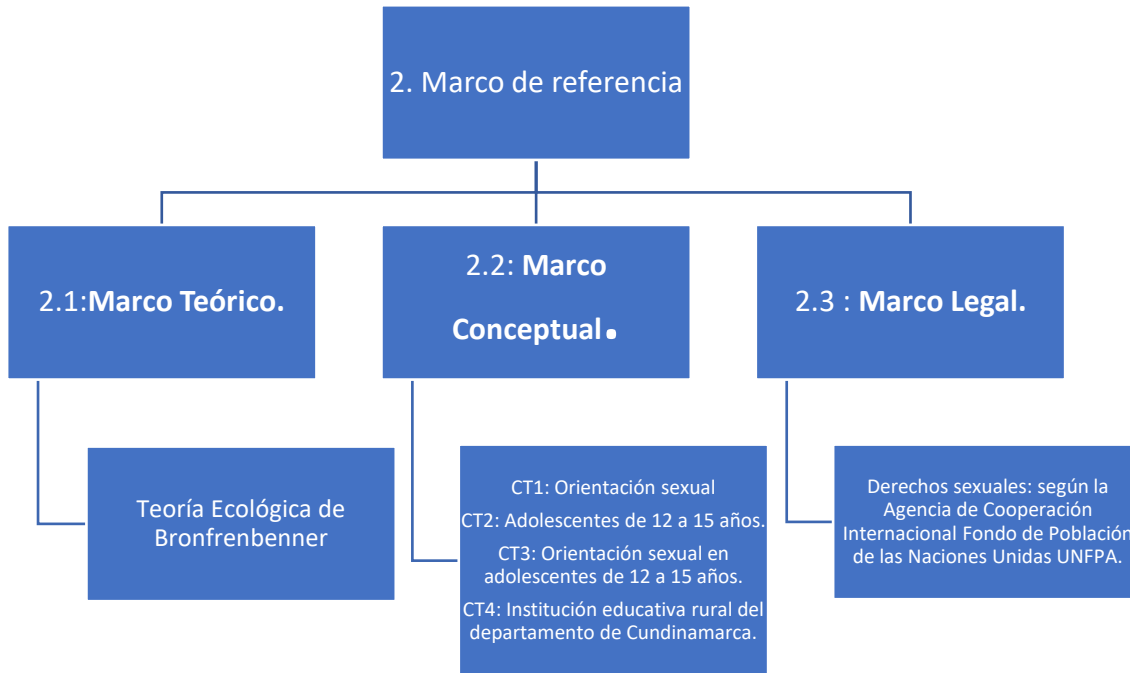 2. Marco de referencia
2.1:Marco Teórico.
2.2: Marco
Conceptual.
2.3 : Marco Legal.
Teoría Ecológica de
Bronfrenbenner
CT1: Orientación sexual
CT2: Adolescentes de 12 a 15 años.
CT3: Orientación sexual en
adolescentes de 12 a 15 años.
CT4: Institución educativa rural del
departamento de Cundinamarca.
Derechos sexuales: según la
Agencia de Cooperación
Internacional Fondo de Población
de las Naciones Unidas UNFPA.